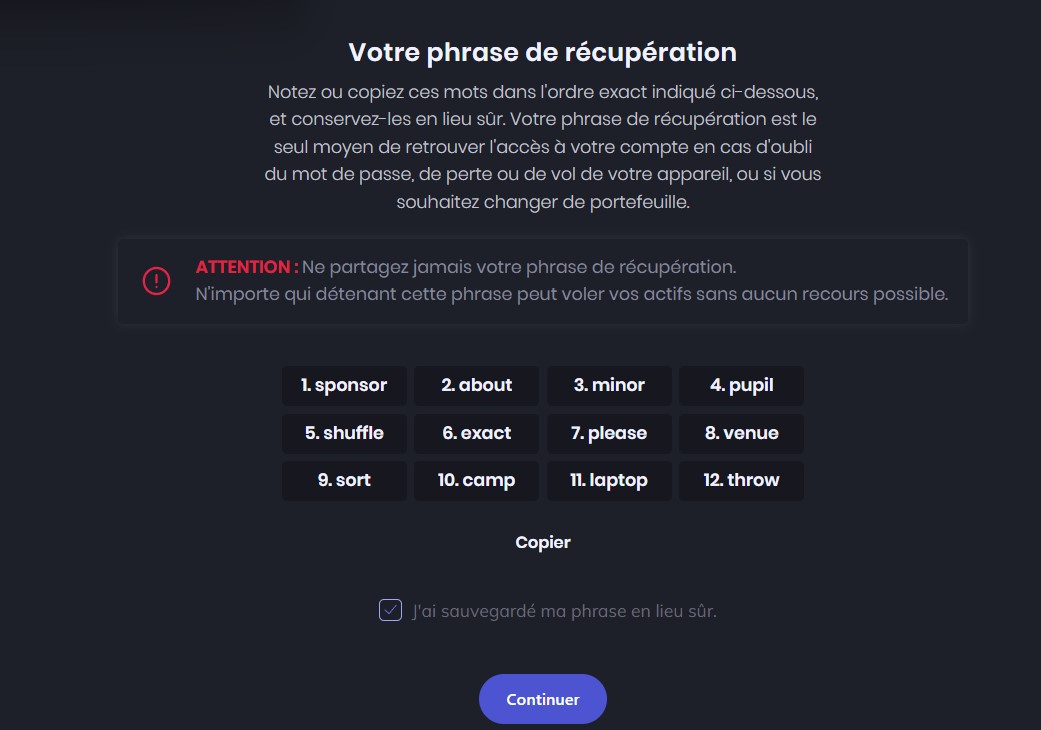 Votre phrase de récupération
Notez ou copiez ces mots dans l'ordre exact indiqué ci-dessous,
et conservez-les en lieu sûr. Votre phrase de récupération est le
seul moyen de retrouver l'accès à votre compte en cas d'oubli
du mot de passe, de perte ou de vol de votre appareil, ou si vous
souhaitez changer de portefeuille.
ATTENTION : Ne partagez jamais votre phrase de récupération.
N'importe qui détenant cette phrase peut voler vos actifs sans aucun recours possible.
1. sponsor 2. about 3. minor 4. pupil
5. shuffle 6. exact 7. please 8. venue
9. sort 10. camp 11. laptop 12. throw
Copier
J'ai sauvegardé ma phrase en lieu sûr.
Continuer